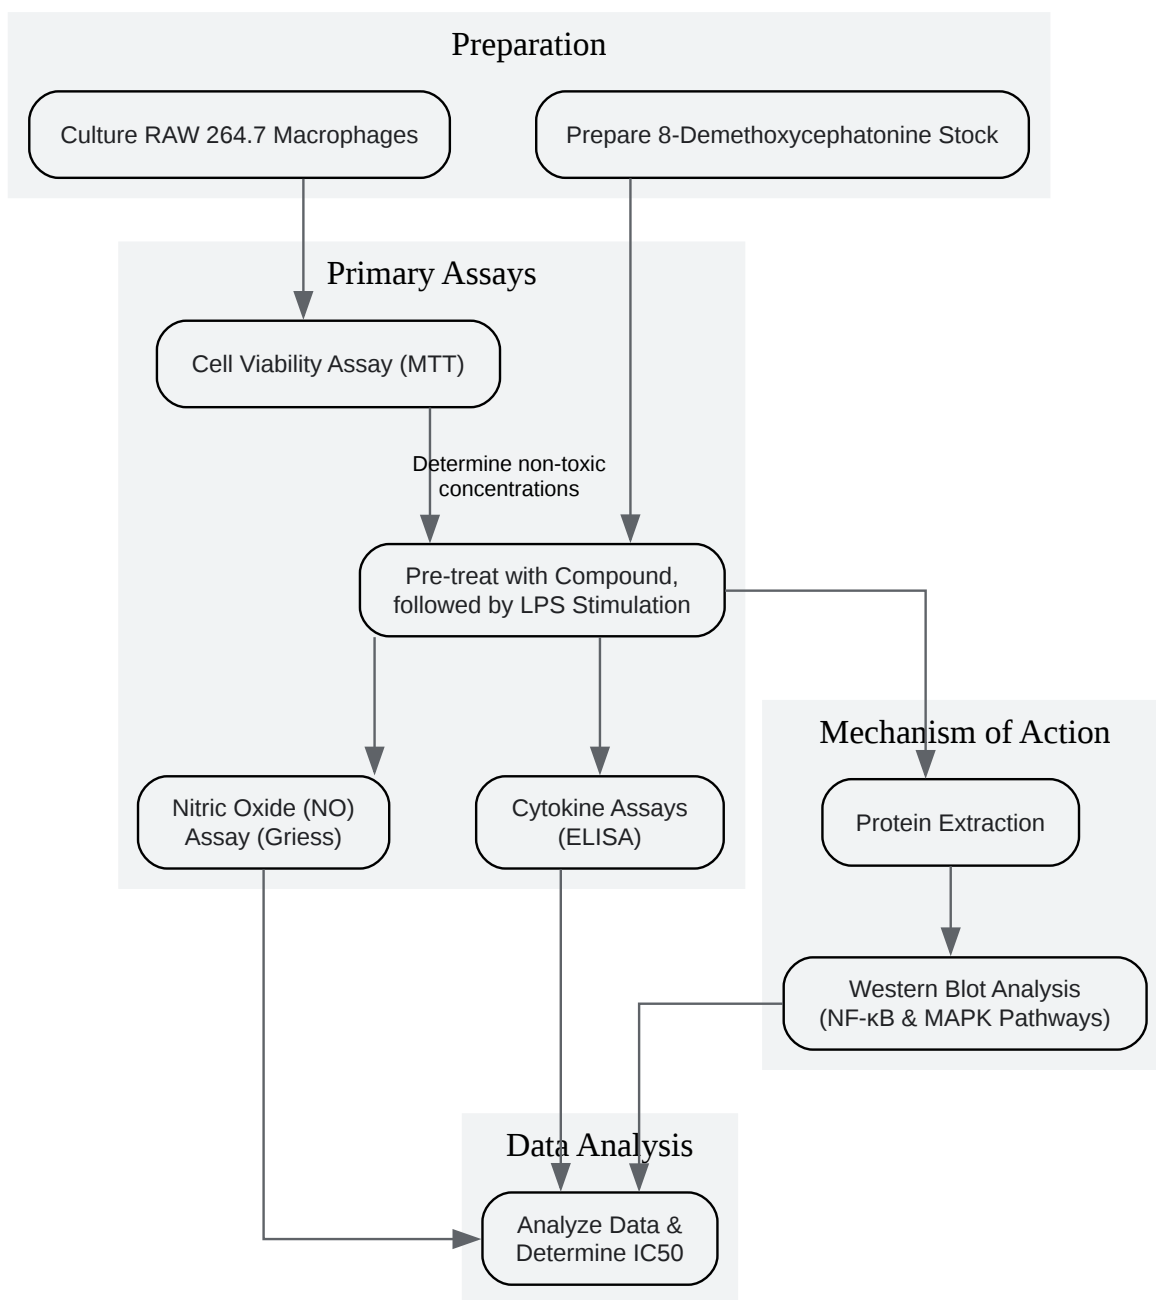 Preparation
Culture RAW 264.7 Macrophages
Prepare 8-Demethoxycephatonine Stock
Primary Assays
Cell Viability Assay (MTT)
Determine non-toxic
concentrations
Pre-treat with Compound,
followed by LPS Stimulation
Nitric Oxide (NO)
Assay (Griess)
Cytokine Assays
(ELISA)
Mechanism of Action
Protein Extraction
Western Blot Analysis
(NF-κB & MAPK Pathways)
Data Analysis
Analyze Data &
Determine IC50